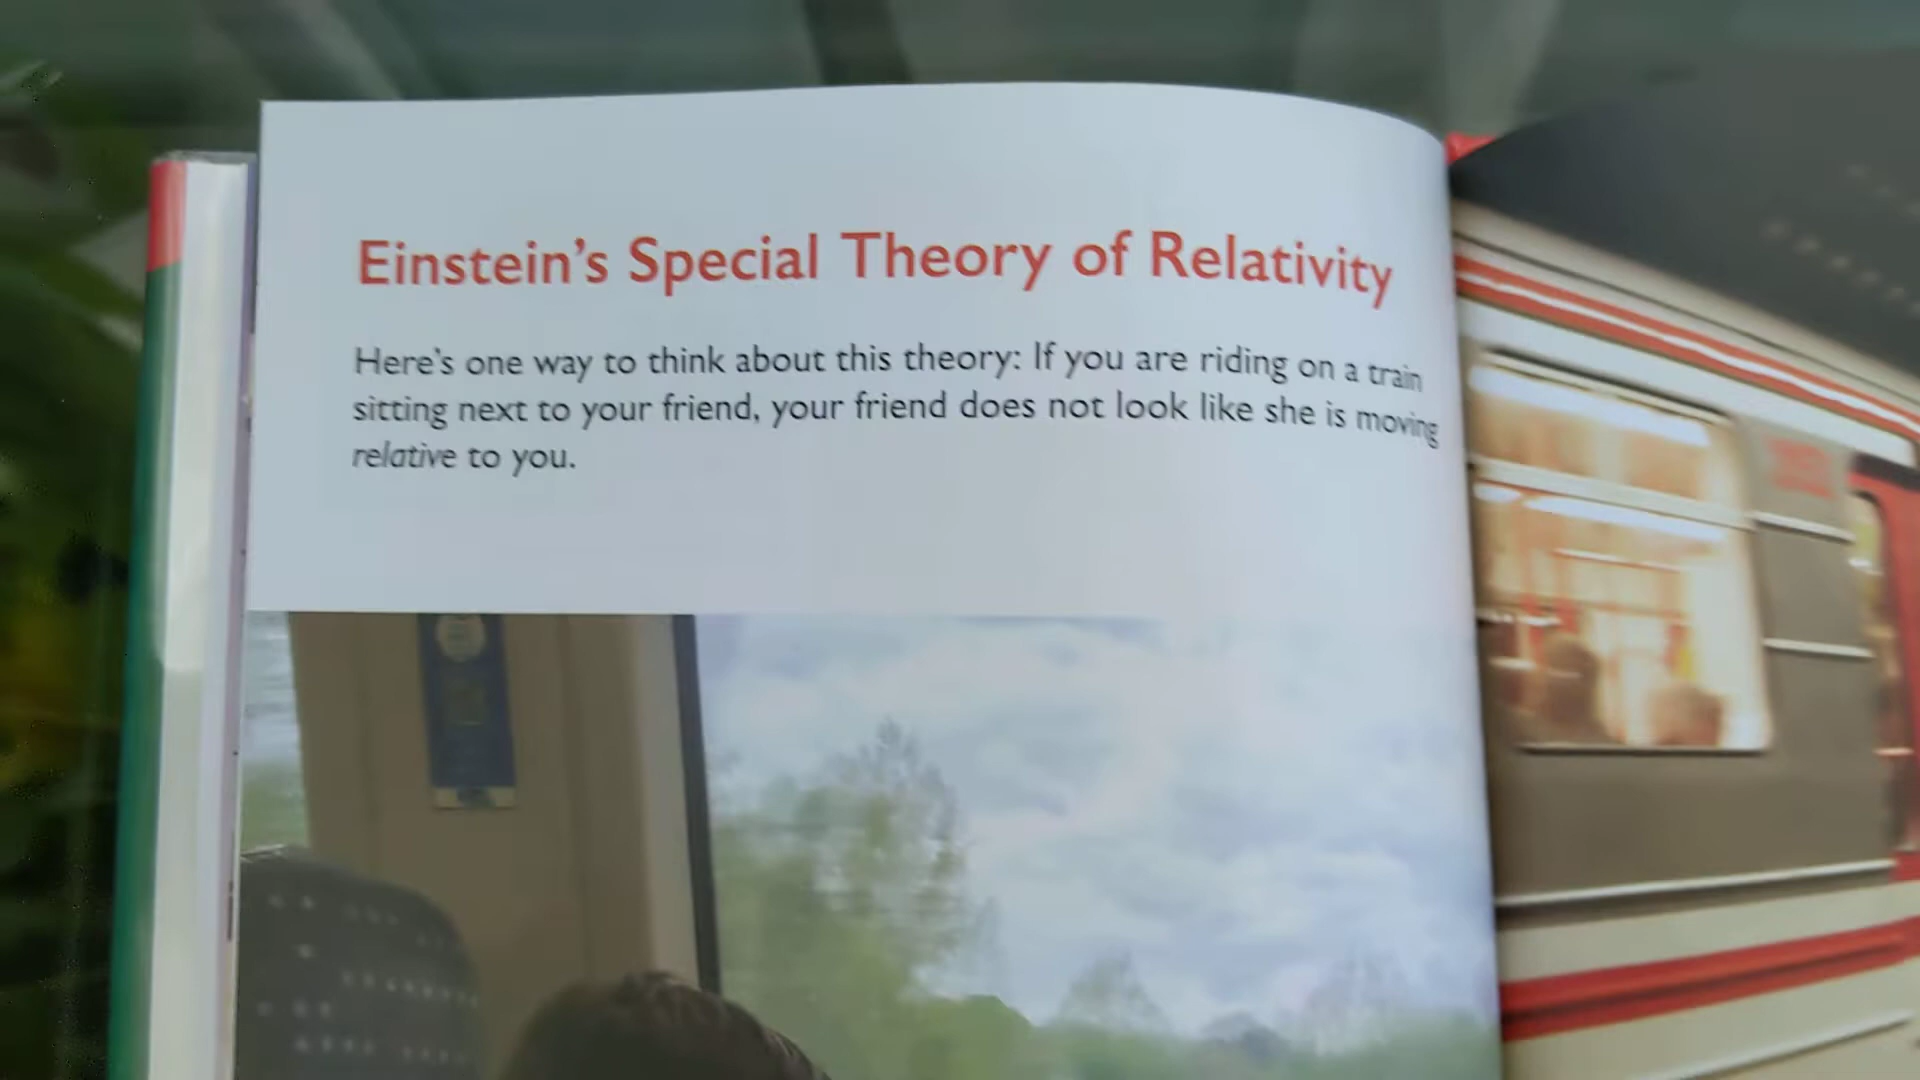 Einstein’s Special Theory of Relativity
Here’s one way to think about this theory: If you are riding on a train
sitting next to your friend, your friend does not look like she is moving
relative to you.